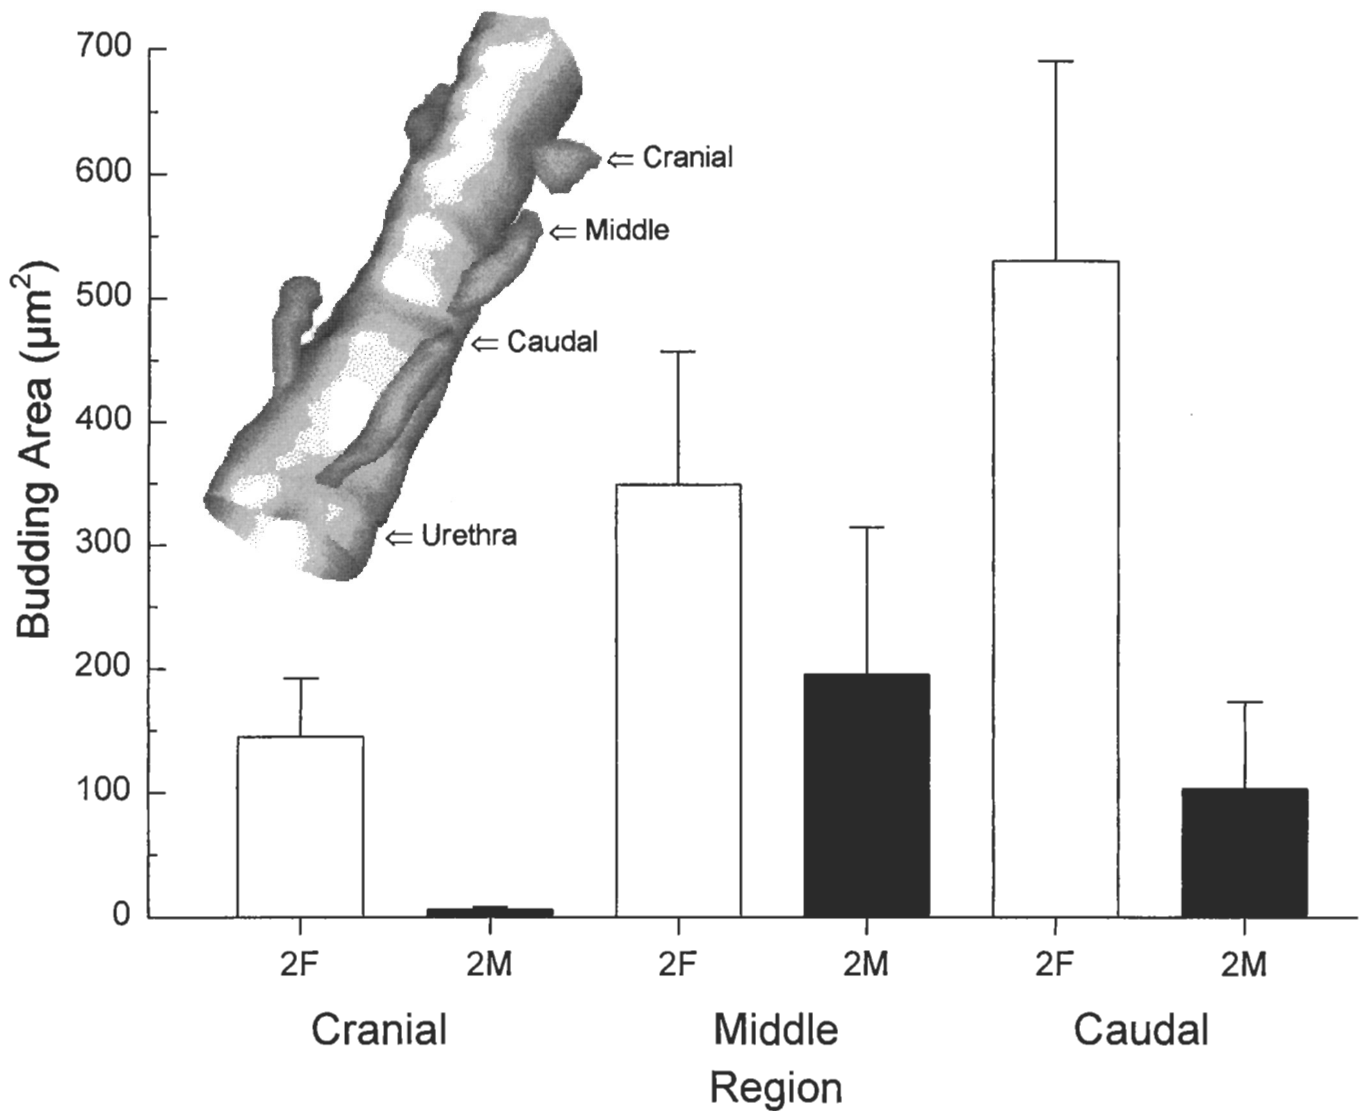 700
600
500
400
300
200
100
0
Budding Area (µm²)
⇐ Cranial
⇐ Middle
⇐ Caudal
⇐ Urethra
2F 2M 2F 2M 2F 2M
Cranial Middle Caudal
Region